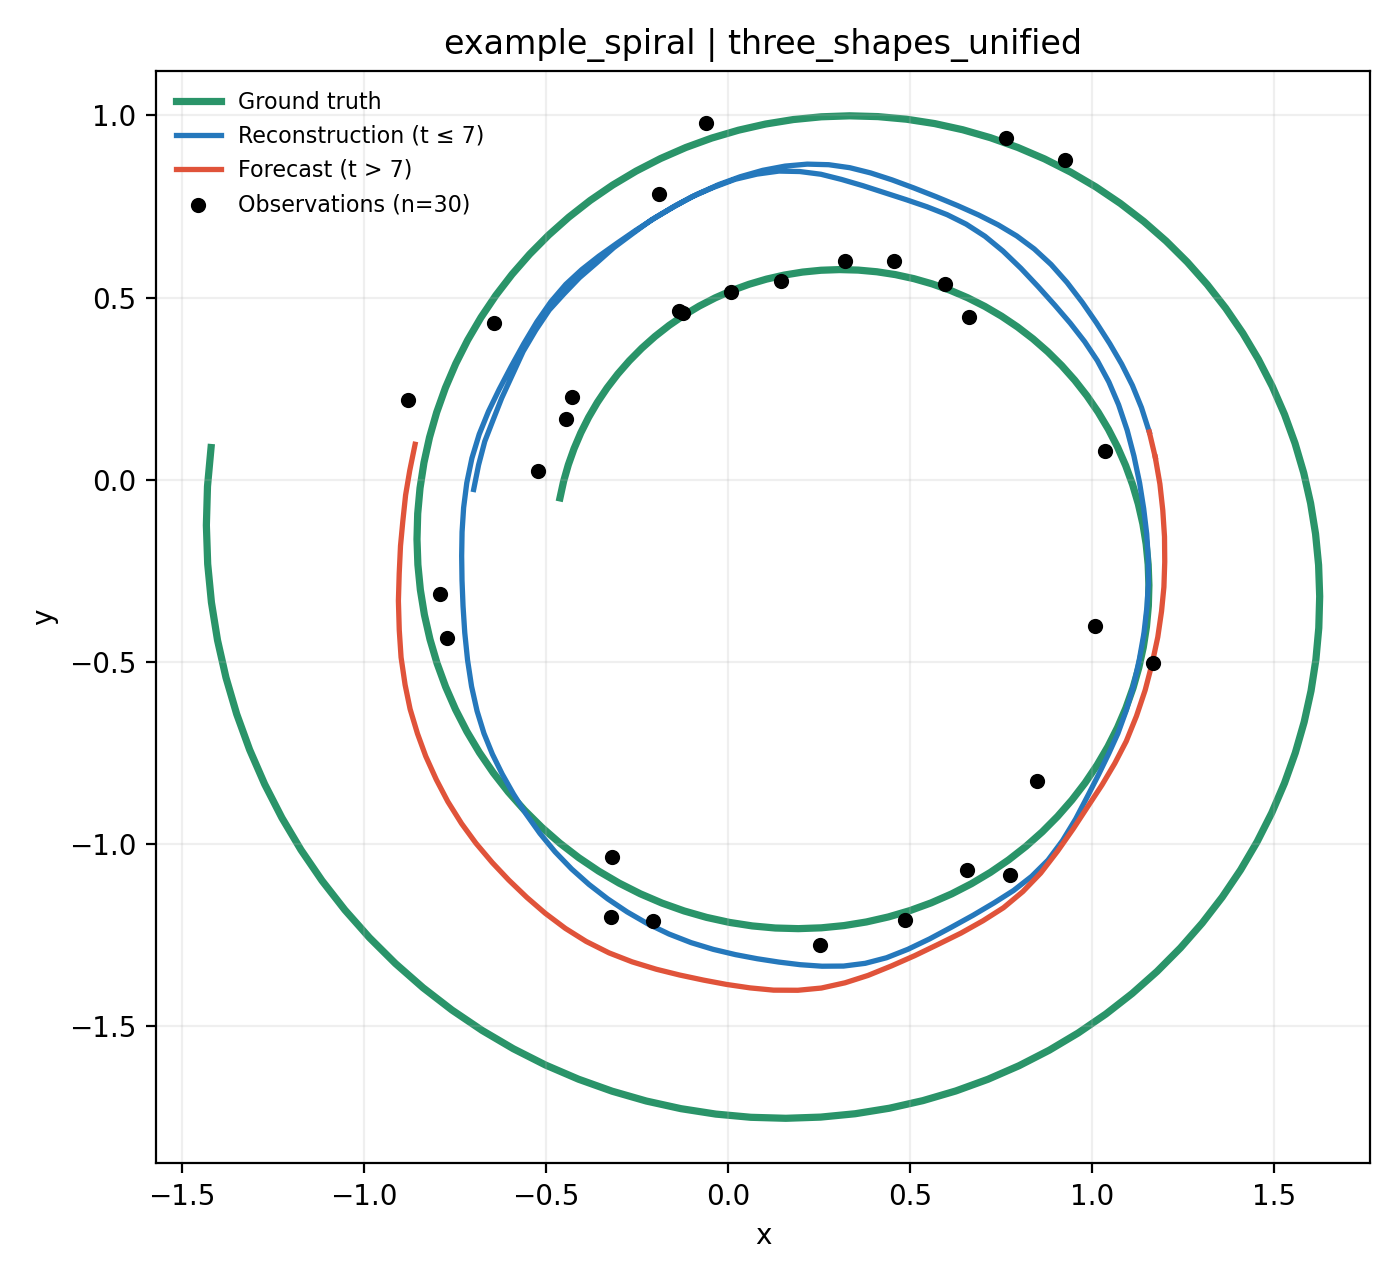 example_spiral | three_shapes_unified
Ground truth
Reconstruction (t ≤ 7)
Forecast (t > 7)
Observations (n=30)
1.0
0.5
0.0
−0.5
−1.0
−1.5
y
−1.5 −1.0 −0.5 0.0 0.5 1.0 1.5
x